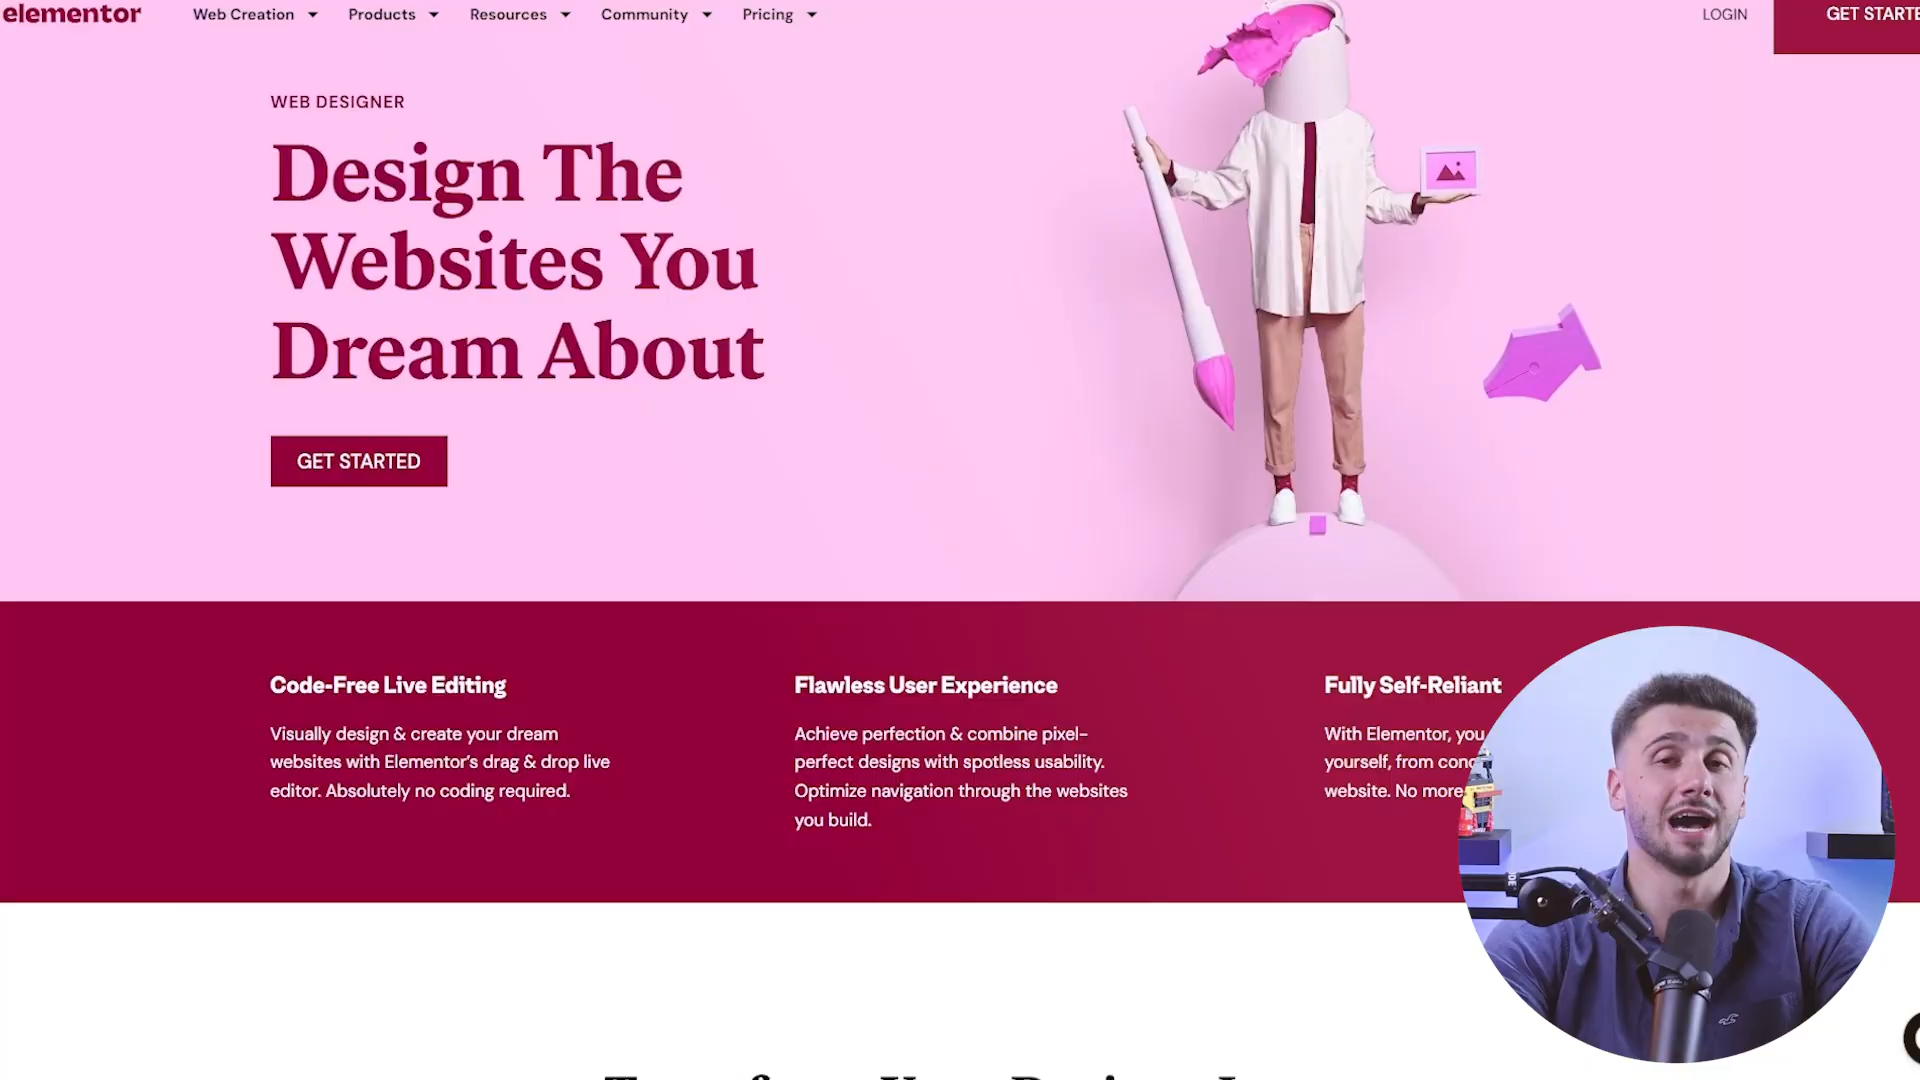 elementor
Web Creation
Products
Resources
Community
Pricing
LOGIN
GET
WEB DESIGNER
Design The
Websites You
Dream About
GET STARTED
Code-Free Live Editing
Visually design & create your dream
websites with Elementor's drag & drop live
editor. Absolutely no coding required.
Flawless User Experience
Achieve perfection & combine pixel-
perfect designs with spotless usability.
Optimize navigation through the websites
you build.
Fully Self-Reliant
With Elementor, you
yourself, from
website. No more